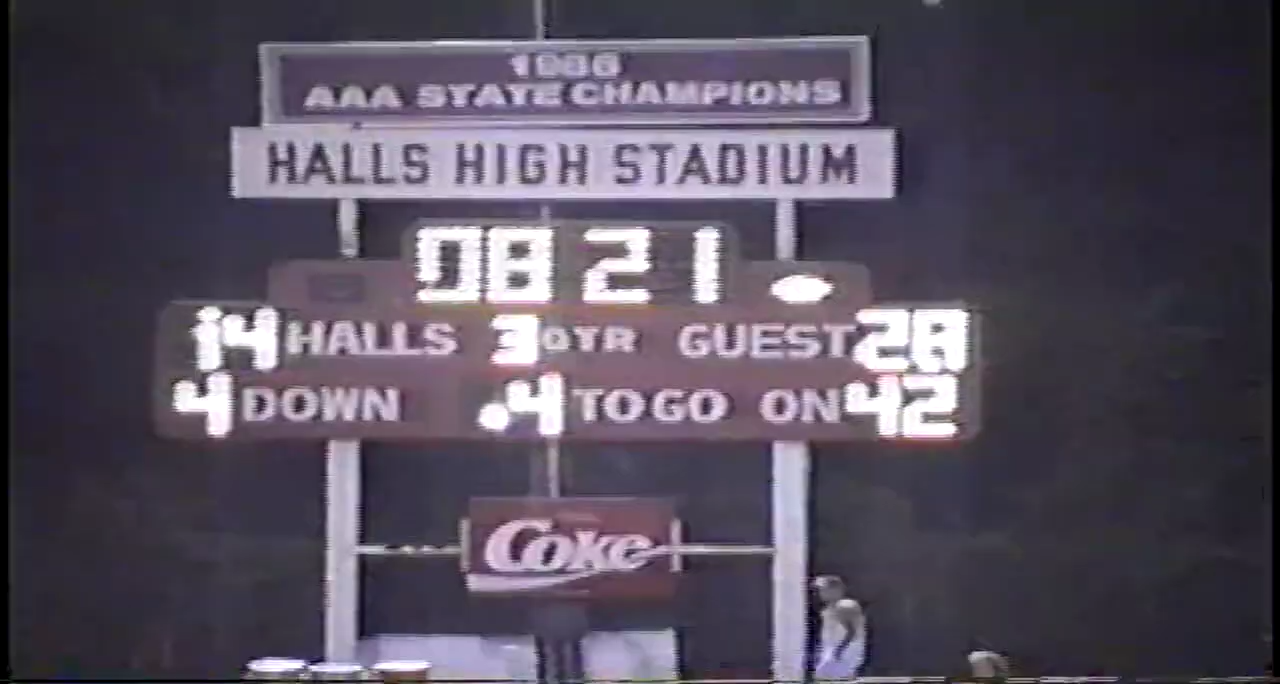 1986
AAA STATE CHAMPIONS
HALLS HIGH STADIUM
08 21
14 HALLS 3 QTR GUEST 28
4 DOWN 4 TO GO ON 42
Coke